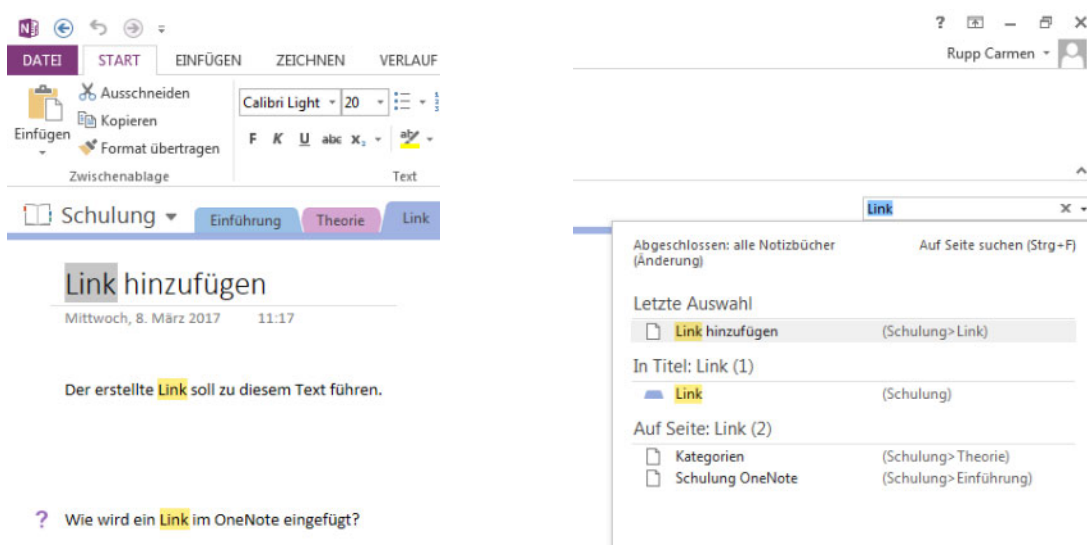 DATEI START EINFÜGEN ZEICHNEN VERLAUF
Ausschneiden
Kopieren
Format übertragen
Einfügen
Zwischenablage
Calibri Light 20
F K U abc x₂ aby
Text
Schulung Einführung Theorie Link
Link hinzufügen
Mittwoch, 8. März 2017 11:17
Der erstellte Link soll zu diesem Text führen.
? Wie wird ein Link im OneNote eingefügt?
?
Rupp Carmen
Link
Abgeschlossen: alle Notizbücher
(Änderung)
Auf Seite suchen (Strg+F)
Letzte Auswahl
Link hinzufügen (Schulung>Link)
In Titel: Link (1)
Link (Schulung)
Auf Seite: Link (2)
Kategorien (Schulung>Theorie)
Schulung OneNote (Schulung>Einführung)